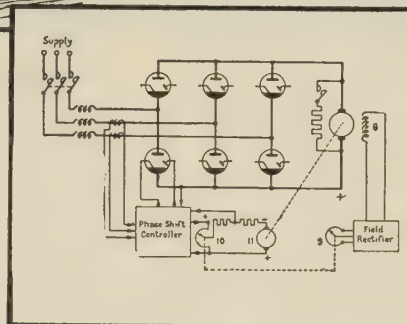 Supply
8
+
Phase Shift
Controller
+
10
11
+
9
Field
Rectifier